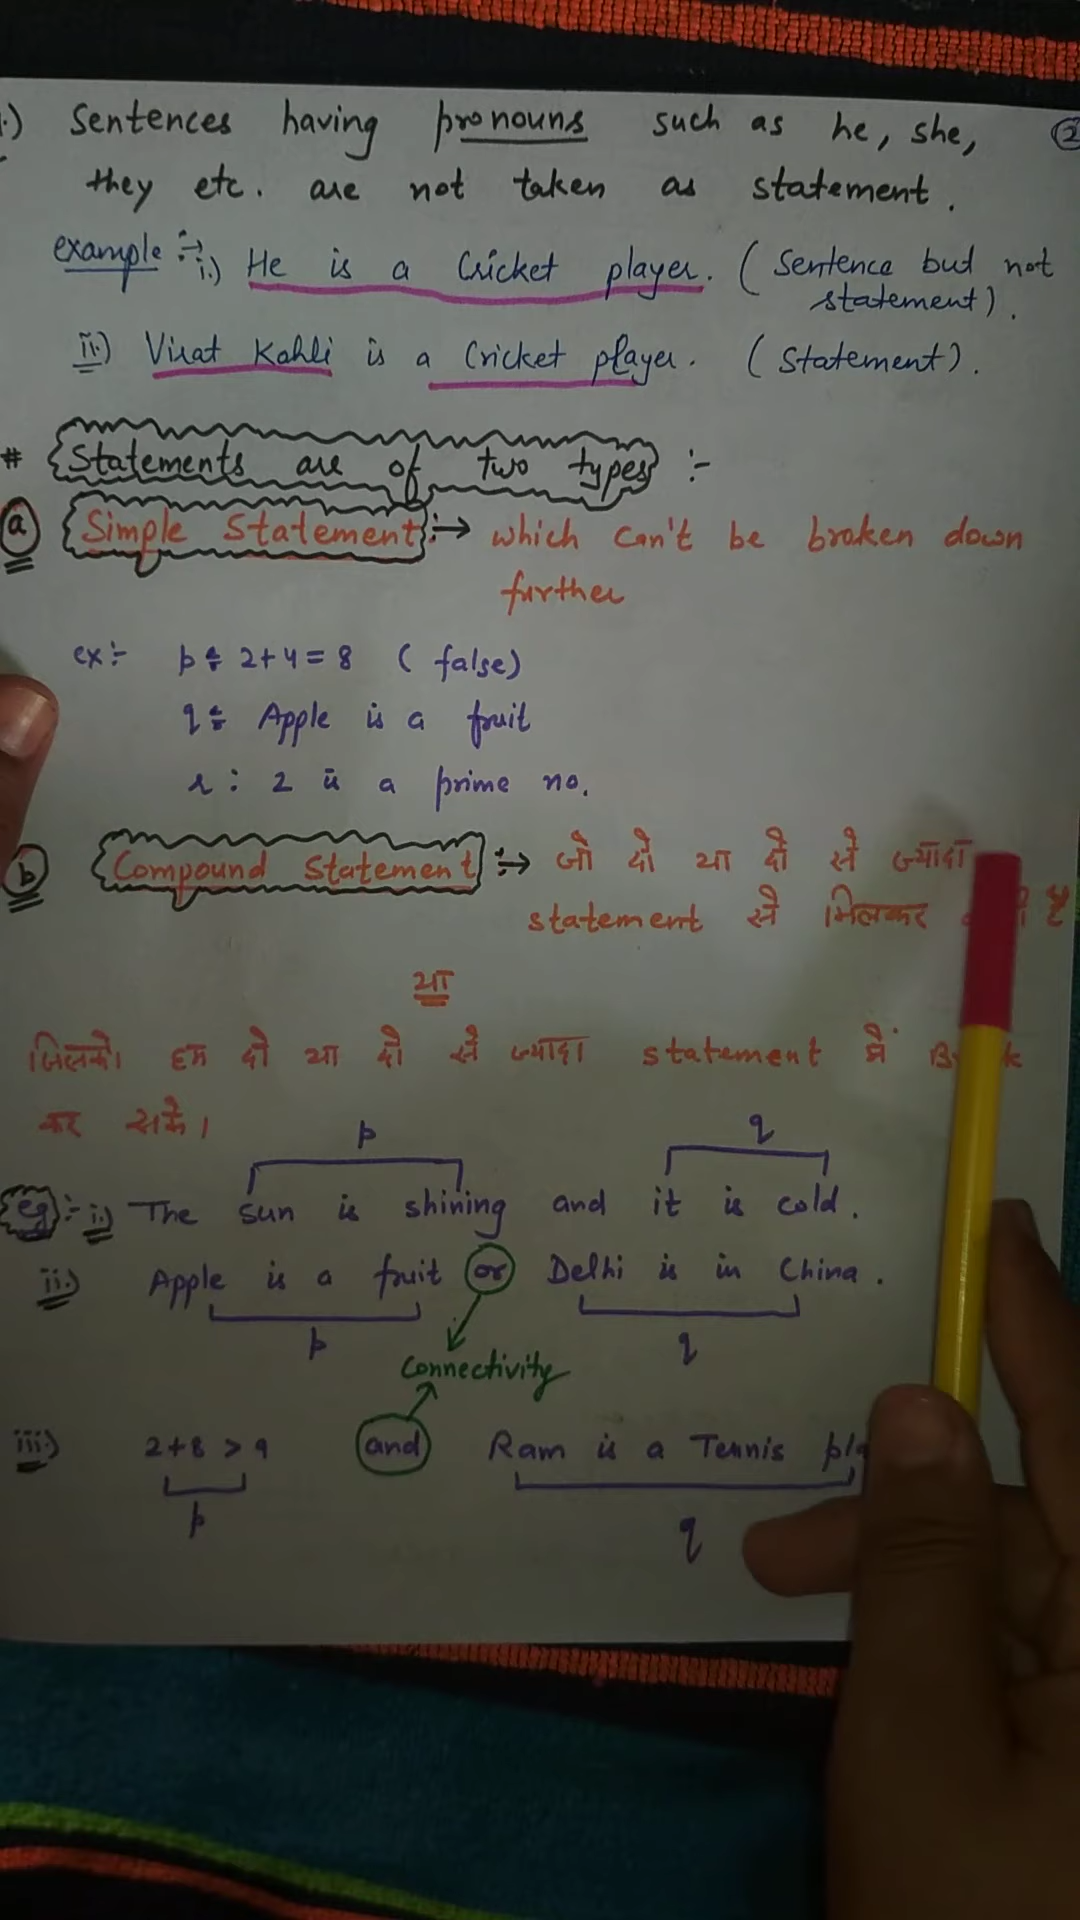 .) Sentences having pronouns such as he, she, ②
they etc. are not taken as statement.
example :→ i.) He is a Cricket player. (Sentence but not statement).
ii.) Virat Kohli is a Cricket player. (Statement).
# Statements are of two types :-
a Simple Statement :→ which can't be broken down
further
ex:- p : 2+4=8 (false)
q : Apple is a fruit
r : 2 is a prime no.
b Compound Statement :→ जो दो या दो से ज्यादा
statement से मिलकर है
या
जिसको हम दो या दो से ज्यादा statement में
कर सके।
p q
eg :- i.) The sun is shining and it is cold.
ii.) Apple is a fruit or Delhi is in China.
p q
Connectivity
iii.) 2+8 > 9 and Ram is a Tennis
p q